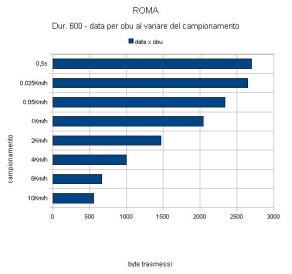 ROMA
Dur. 600 - data per obu al variare del campionamento
data x obu
campionamento
0,5s
0.025Km/h
0.05Km/h
1Km/h
2Km/h
4Km/h
8Km/h
10Km/h
0 500 1000 1500 2000 2500 3000
byte trasmessi